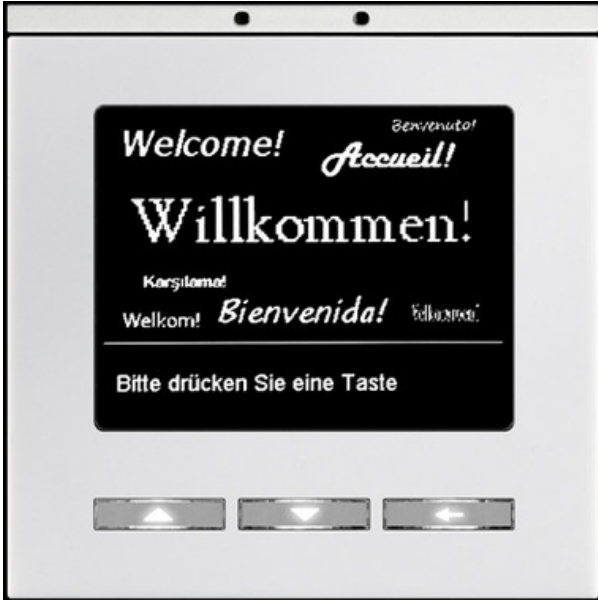 Welcome!
Benvenuto!
Accueil!
Willkommen!
Karşılama!
Welkom!
Bienvenida!
Bitte drücken Sie eine Taste